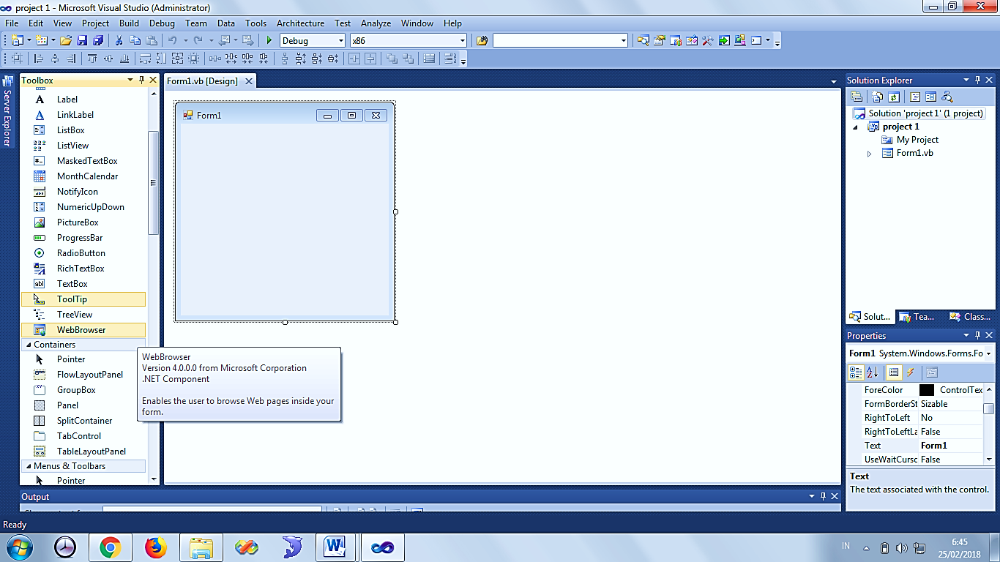 project 1 - Microsoft Visual Studio (Administrator)
File Edit View Project Build Debug Team Data Tools Architecture Test Analyze Window Help
Debug x86
Server Explorer
Toolbox
Label
LinkLabel
ListBox
ListView
MaskedTextBox
MonthCalendar
NotifyIcon
NumericUpDown
PictureBox
ProgressBar
RadioButton
RichTextBox
TextBox
ToolTip
TreeView
WebBrowser
Containers
Pointer
FlowLayoutPanel
GroupBox
Panel
SplitContainer
TabControl
TableLayoutPanel
Menus & Toolbars
Pointer
Form1.vb [Design]
Form1
WebBrowser
Version 4.0.0.0 from Microsoft Corporation
.NET Component
Enables the user to browse Web pages inside your
form.
Solution Explorer
Solution 'project 1' (1 project)
project 1
My Project
Form1.vb
Solut... Tea... Class...
Properties
Form1 System.Windows.Forms.Fo
ForeColor ControlTex
FormBorderSt Sizable
RightToLeft No
RightToLeftLa False
Text Form1
UseWaitCursc False
Text
The text associated with the control.
Output
Ready
IN
6:45
25/02/2018